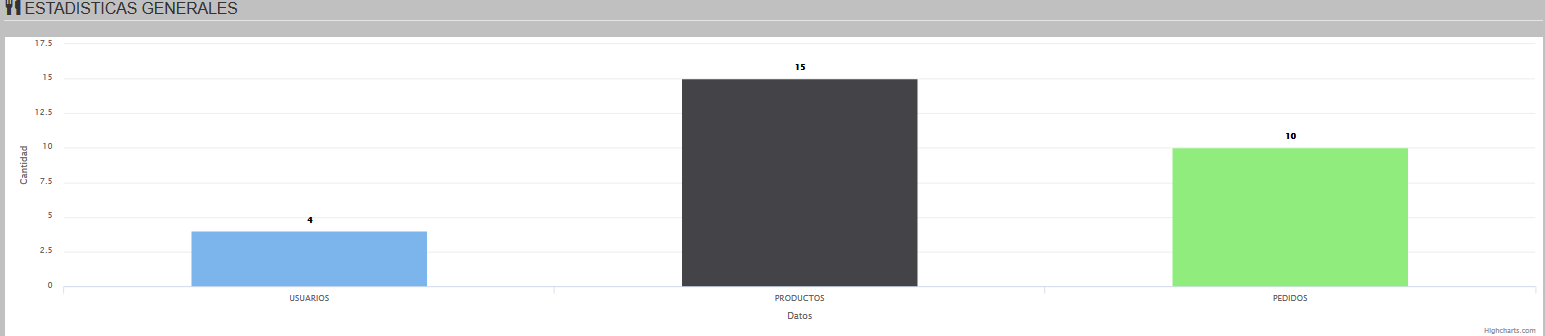 ESTADISTICAS GENERALES
17.5
15
12.5
10
7.5
5
2.5
0
Cantidad
4
15
10
USUARIOS
PRODUCTOS
PEDIDOS
Datos
Highcharts.com